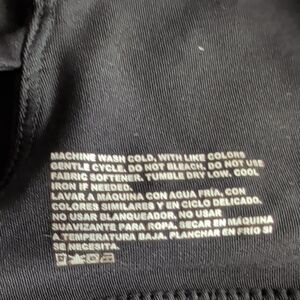 MACHINE WASH COLD, WITH LIKE COLORS
GENTLE CYCLE. DO NOT BLEACH. DO NOT USE
FABRIC SOFTENER. TUMBLE DRY LOW. COOL
IRON IF NEEDED.
LAVAR A MAQUINA CON AGUA FRÍA, CON
COLORES SIMILARES Y EN CICLO DELICADO.
NO USAR BLANQUEADOR. NO USAR
SUAVIZANTE PARA ROPA. SECAR EN MAQUINA
A TEMPERATURA BAJA. PLANCHAR EN FRIO SI
SE NECESITA.